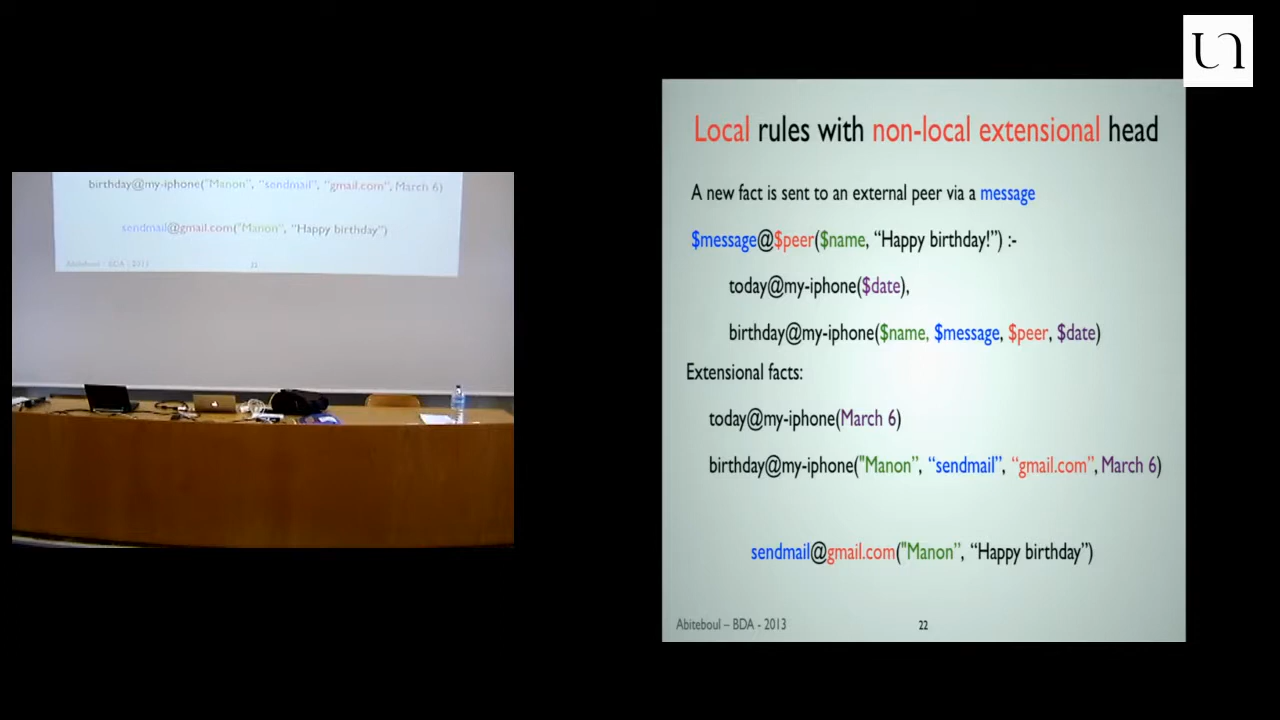 birthday@my-iphone("Manon", “sendmail”, “gmail.com”, March 6)
sendmail@gmail.com("Manon”, “Happy birthday”)
Abiteboul – BDA - 2013
Local rules with non-local extensional head
A new fact is sent to an external peer via a message
$message@$peer($name, “Happy birthday!”) :-
today@my-iphone($date),
birthday@my-iphone($name, $message, $peer, $date)
Extensional facts:
today@my-iphone(March 6)
birthday@my-iphone("Manon”, “sendmail”, “gmail.com”, March 6)
sendmail@gmail.com("Manon”, “Happy birthday”)
Abiteboul – BDA - 2013
22